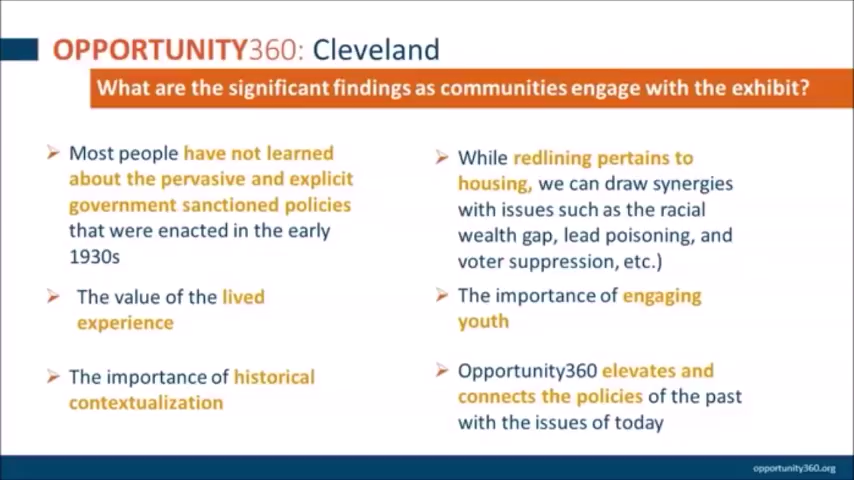 OPPORTUNITY360: Cleveland
What are the significant findings as communities engage with the exhibit?
Most people have not learned
about the pervasive and explicit
government sanctioned policies
that were enacted in the early
1930s
The value of the lived
experience
The importance of historical
contextualization
While redlining pertains to
housing, we can draw synergies
with issues such as the racial
wealth gap, lead poisoning, and
voter suppression, etc.)
The importance of engaging
youth
Opportunity360 elevates and
connects the policies of the past
with the issues of today
opportunity360.org